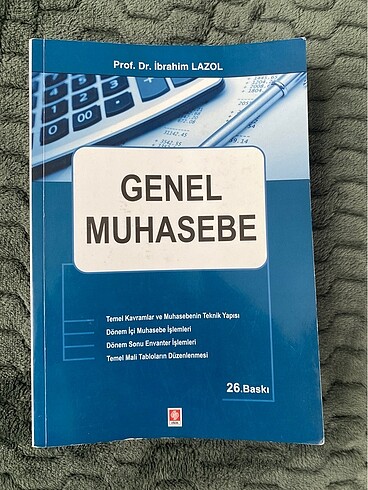 Prof. Dr. İbrahim LAZOL
GENEL
MUHASEBE
Temel Kavramlar ve Muhasebenin Teknik Yapısı
Dönem İçi Muhasebe İşlemleri
Dönem Sonu Envanter İşlemleri
Temel Mali Tabloların Düzenlenmesi
26.Baskı